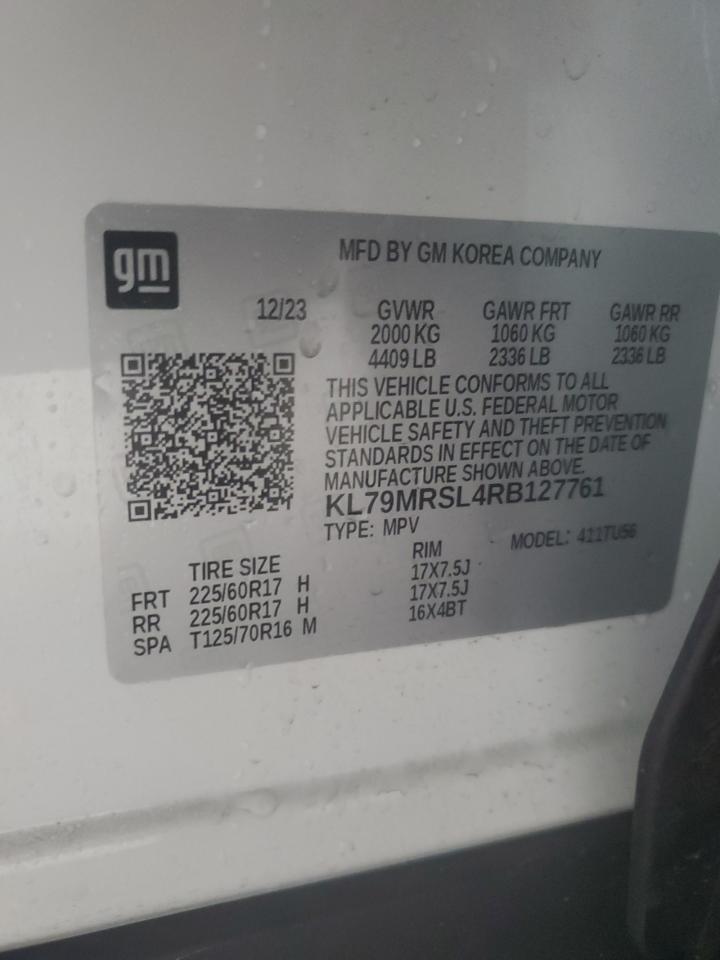 gm
MFD BY GM KOREA COMPANY
12/23 GVWR GAWR FRT GAWR RR
2000 KG 1060 KG 1060 KG
4409 LB 2336 LB 2336 LB
THIS VEHICLE CONFORMS TO ALL
APPLICABLE U.S. FEDERAL MOTOR
VEHICLE SAFETY AND THEFT PREVENTION
STANDARDS IN EFFECT ON THE DATE OF
MANUFACTURE SHOWN ABOVE.
KL79MRSL4RB127761
TYPE: MPV MODEL: 411TU56
TIRE SIZE RIM
FRT 225/60R17 H 17X7.5J
RR 225/60R17 H 17X7.5J
SPA T125/70R16 M 16X4BT